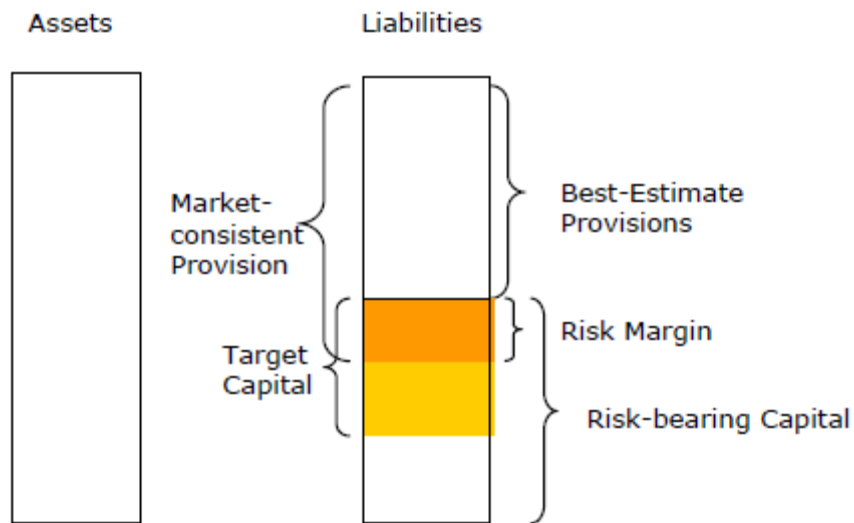 Assets
Liabilities
Market-
consistent
Provision
Best-Estimate
Provisions
Target
Capital
Risk Margin
Risk-bearing Capital